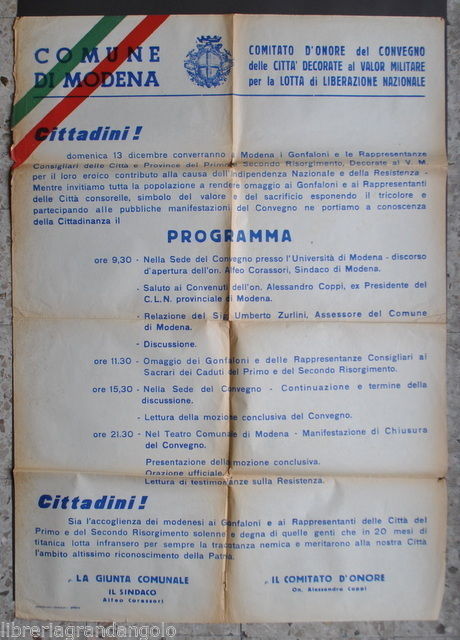 COMUNE
DI MODENA
COMITATO D'ONORE del CONVEGNO
delle CITTA' DECORATE al VALOR MILITARE
per la LOTTA di LIBERAZIONE NAZIONALE
Cittadini!
domenica 13 dicembre converranno a Modena i Gonfaloni e le Rappresentanze
Consigliari delle Città e Province del Primo e Secondo Risorgimento, Decorate al V. M.
per il loro eroico contributo alla causa dell'Indipendenza Nazionale e della Resistenza -
Mentre invitiamo tutta la popolazione a rendere omaggio ai Gonfaloni ed ai Rappresentanti
delle Città consorelle, simbolo del valore e del sacrificio esponendo il tricolore e
partecipando alle pubbliche manifestazioni del Convegno ne portiamo a conoscenza
della Cittadinanza il
PROGRAMMA
ore 9,30 - Nella Sede del Convegno presso l'Università di Modena - discorso
d'apertura dell'on. Alfeo Corassori, Sindaco di Modena.
- Saluto ai Convenuti dell'on. Alessandro Coppi, ex Presidente del
C.L.N. provinciale di Modena.
- Relazione del Sig. Umberto Zurlini, Assessore del Comune
di Modena.
- Discussione.
ore 11.30 - Omaggio dei Gonfaloni e delle Rappresentanze Consigliari ai
Sacrari dei Caduti del Primo e del Secondo Risorgimento.
ore 15,30 - Nella Sede del Convegno - Continuazione e termine della
discussione.
- Lettura della mozione conclusiva del Convegno.
ore 21.30 - Nel Teatro Comunale di Modena - Manifestazione di Chiusura
del Convegno.
Presentazione della mozione conclusiva.
Orazione ufficiale.
Lettura di testimonianze sulla Resistenza.
Cittadini!
Sia l'accoglienza dei modenesi ai Gonfaloni ed ai Rappresentanti delle Città del
Primo e del Secondo Risorgimento solenne e degna di quelle genti che in 20 mesi di
titanica lotta infransero per sempre la tracotanza nemica e meritarono alla nostra Città
l'ambito altissimo riconoscimento della Patria.
p. LA GIUNTA COMUNALE
IL SINDACO
Alfeo Corassori
p. IL COMITATO D'ONORE
On. Alessandro Coppi
libreriagrandangolo